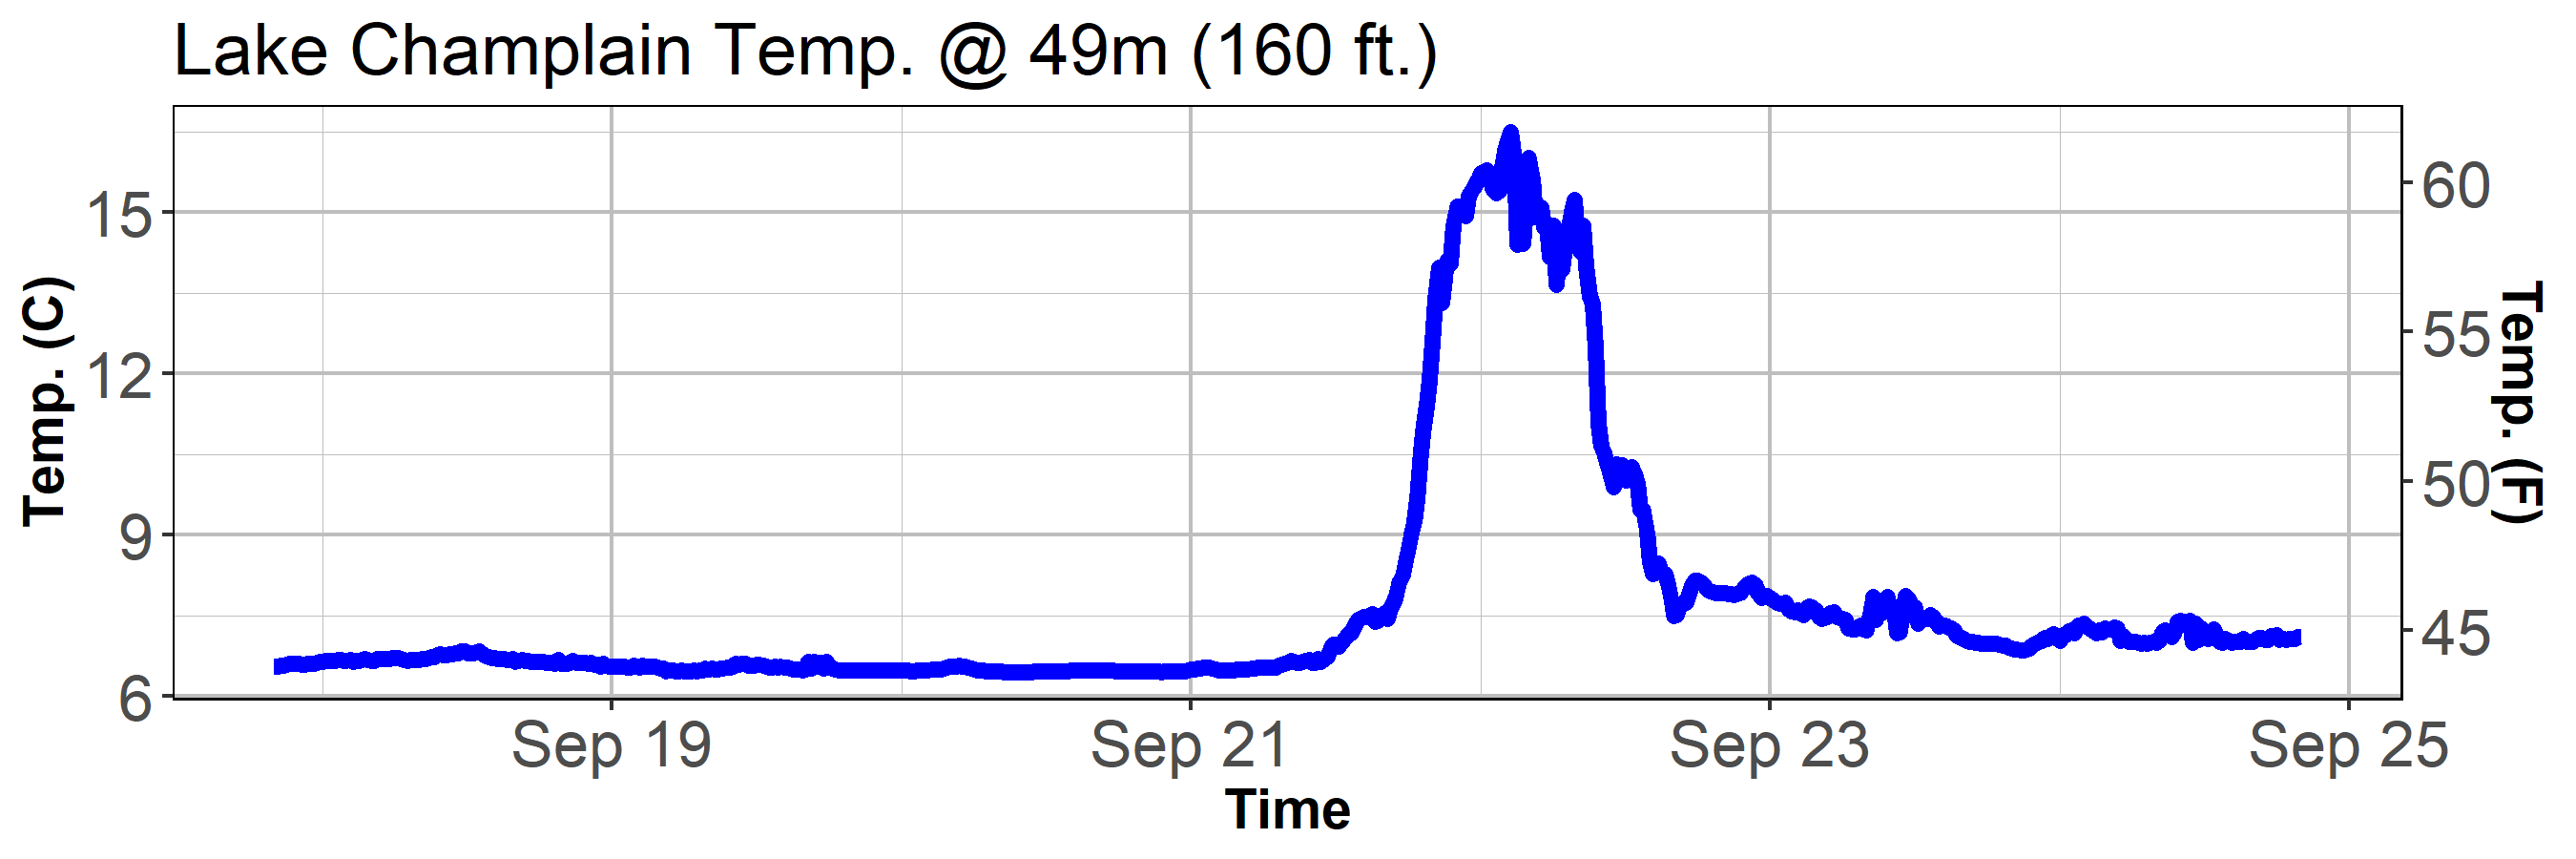 Lake Champlain Temp. @ 49m (160 ft.)
Temp. (C)
15
12
9
6
60
55
50
45
Temp. (F)
Sep 19
Sep 21
Sep 23
Sep 25
Time